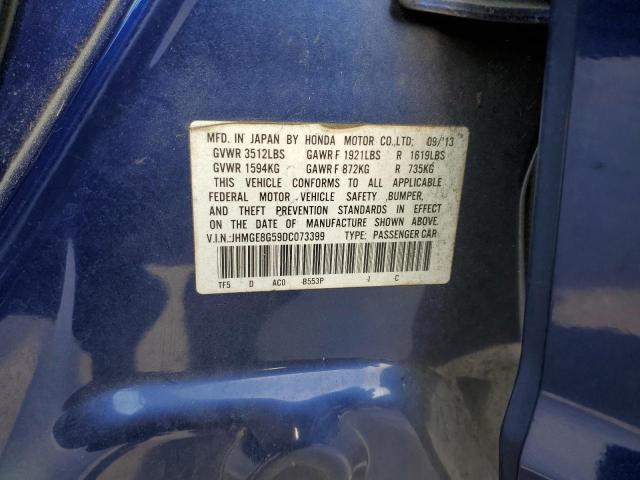 MFD. IN JAPAN BY HONDA MOTOR CO.,LTD. 09/'13
GVWR 3512LBS GAWR F 1921LBS R 1619LBS
GVWR 1594KG GAWR F 872KG R 735KG
THIS VEHICLE CONFORMS TO ALL APPLICABLE
FEDERAL MOTOR VEHICLE SAFETY ,BUMPER,
AND THEFT PREVENTION STANDARDS IN EFFECT
ON THE DATE OF MANUFACTURE SHOWN ABOVE.
V.I.N.:JHMGE8G59DC073399 TYPE: PASSENGER CAR
TF5 D AC0 -B553P -I -C